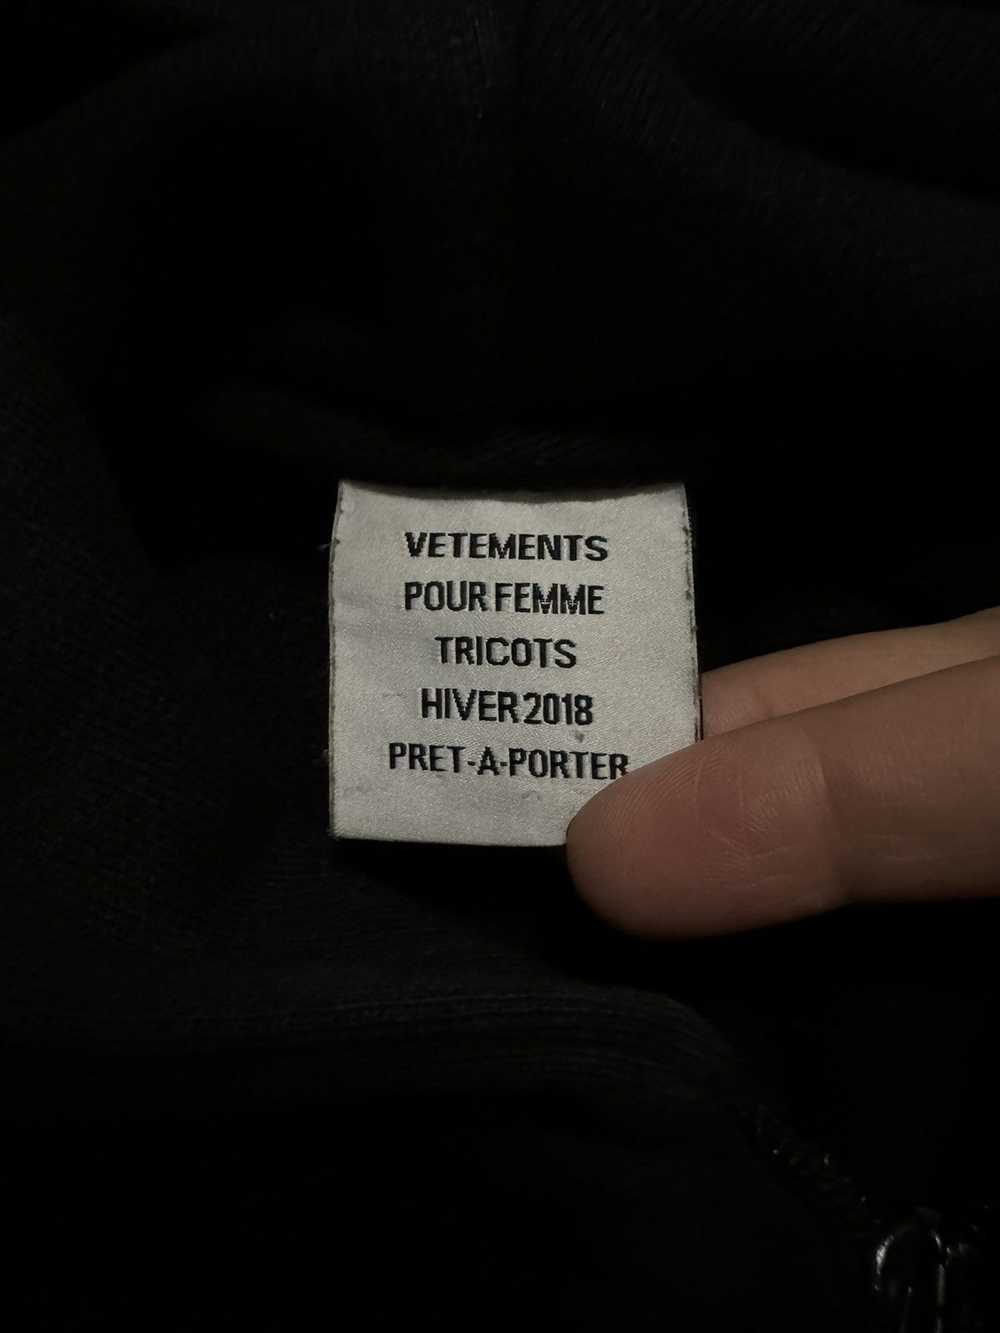 VETEMENTS
POUR FEMME
TRICOTS
HIVER 2018
PRET-A-PORTER